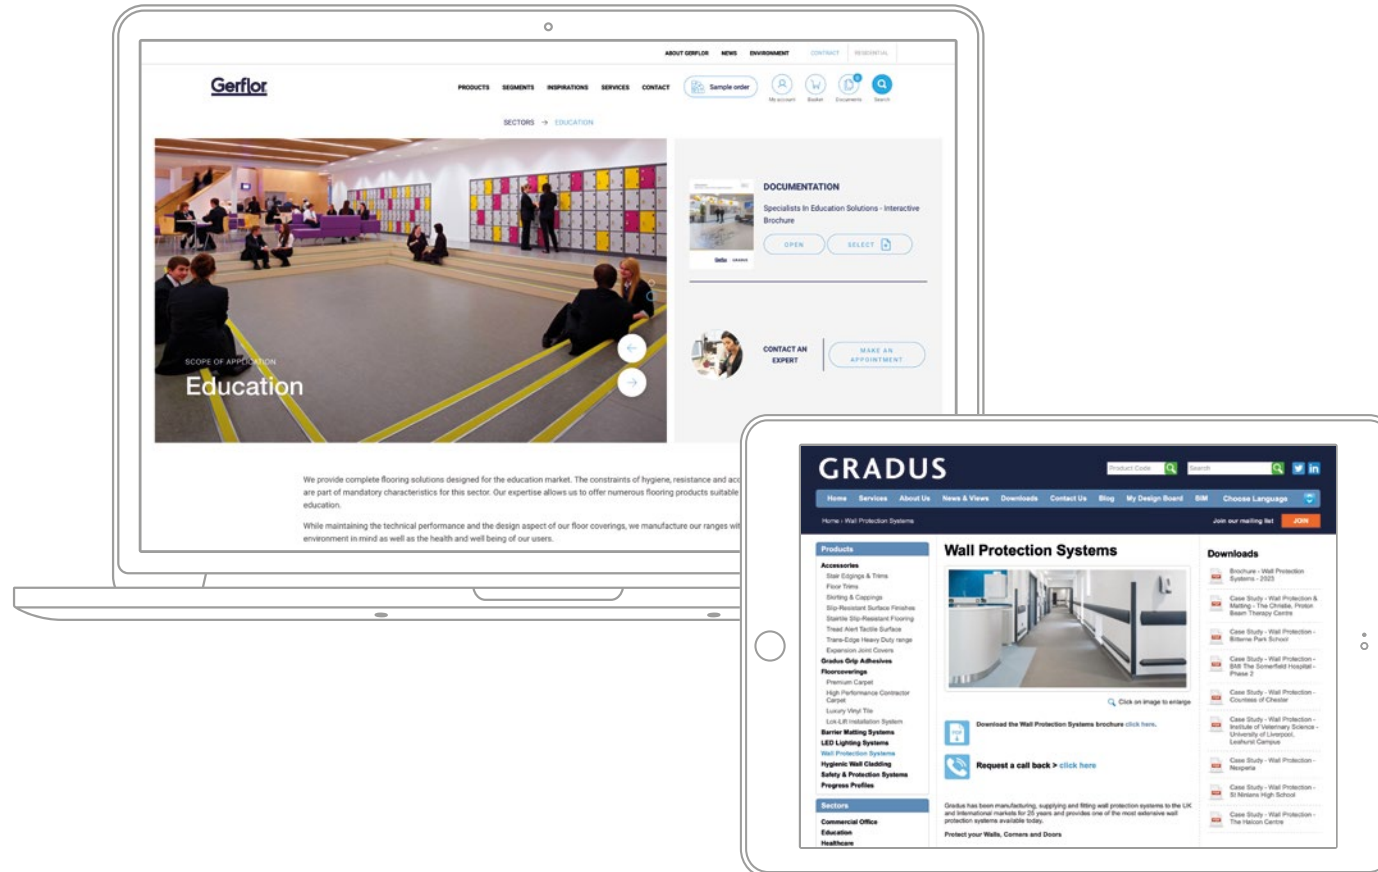 ABOUT GERFLOR NEWS ENVIRONMENT CONTRACT RESIDENTIAL
Gerflor
PRODUCTS SEGMENTS INSPIRATIONS SERVICES CONTACT Sample order
My account Basket Documents Search
0
SECTORS → EDUCATION
SCOPE OF APPLICATION
Education
DOCUMENTATION
Specialists In Education Solutions - Interactive
Brochure
OPEN SELECT
Gerflor GRADUS
CONTACT AN
EXPERT
MAKE AN
APPOINTMENT
We provide complete flooring solutions designed for the education market. The constraints of hygiene, resistance and
are part of mandatory characteristics for this sector. Our expertise allows us to offer numerous flooring products suitable
education.
While maintaining the technical performance and the design aspect of our floor coverings, we manufacture our ranges
environment in mind as well as the health and well being of our users.
GRADUS
Product Code Search
Home Services About Us News & Views Downloads Contact Us Blog My Design Board BIM Choose Language
Home › Wall Protection Systems
Join our mailing list JOIN
Products
Accessories
Stair Edgings & Trims
Floor Trims
Skirting & Cappings
Slip-Resistant Surface Finishes
Stairtile Slip-Resistant Flooring
Tread Alert Tactile Surface
Trans-Edge Heavy Duty range
Expansion Joint Covers
Gradus Grip Adhesives
Floorcoverings
Premium Carpet
High Performance Contractor
Carpet
Luxury Vinyl Tile
Lok-Lift Installation System
Barrier Matting Systems
LED Lighting Systems
Wall Protection Systems
Hygienic Wall Cladding
Safety & Protection Systems
Progress Profiles
Sectors
Commercial Office
Education
Healthcare
Wall Protection Systems
Click on image to enlarge
Download the Wall Protection Systems brochure click here.
Request a call back > click here
Gradus has been manufacturing, supplying and fitting wall protection systems to the UK
and International markets for 25 years and provides one of the most extensive wall
protection systems available today.
Protect your Walls, Corners and Doors
Downloads
Brochure - Wall Protection
Systems - 2023
Case Study - Wall Protection &
Matting - The Christie, Proton
Beam Therapy Centre
Case Study - Wall Protection -
Bitterne Park School
Case Study - Wall Protection -
BMI The Somerfield Hospital -
Phase 2
Case Study - Wall Protection -
Countess of Chester
Case Study - Wall Protection -
Institute of Veterinary Science -
University of Liverpool,
Leahurst Campus
Case Study - Wall Protection -
Nexperia
Case Study - Wall Protection -
St Ninians High School
Case Study - Wall Protection -
The Halcon Centre